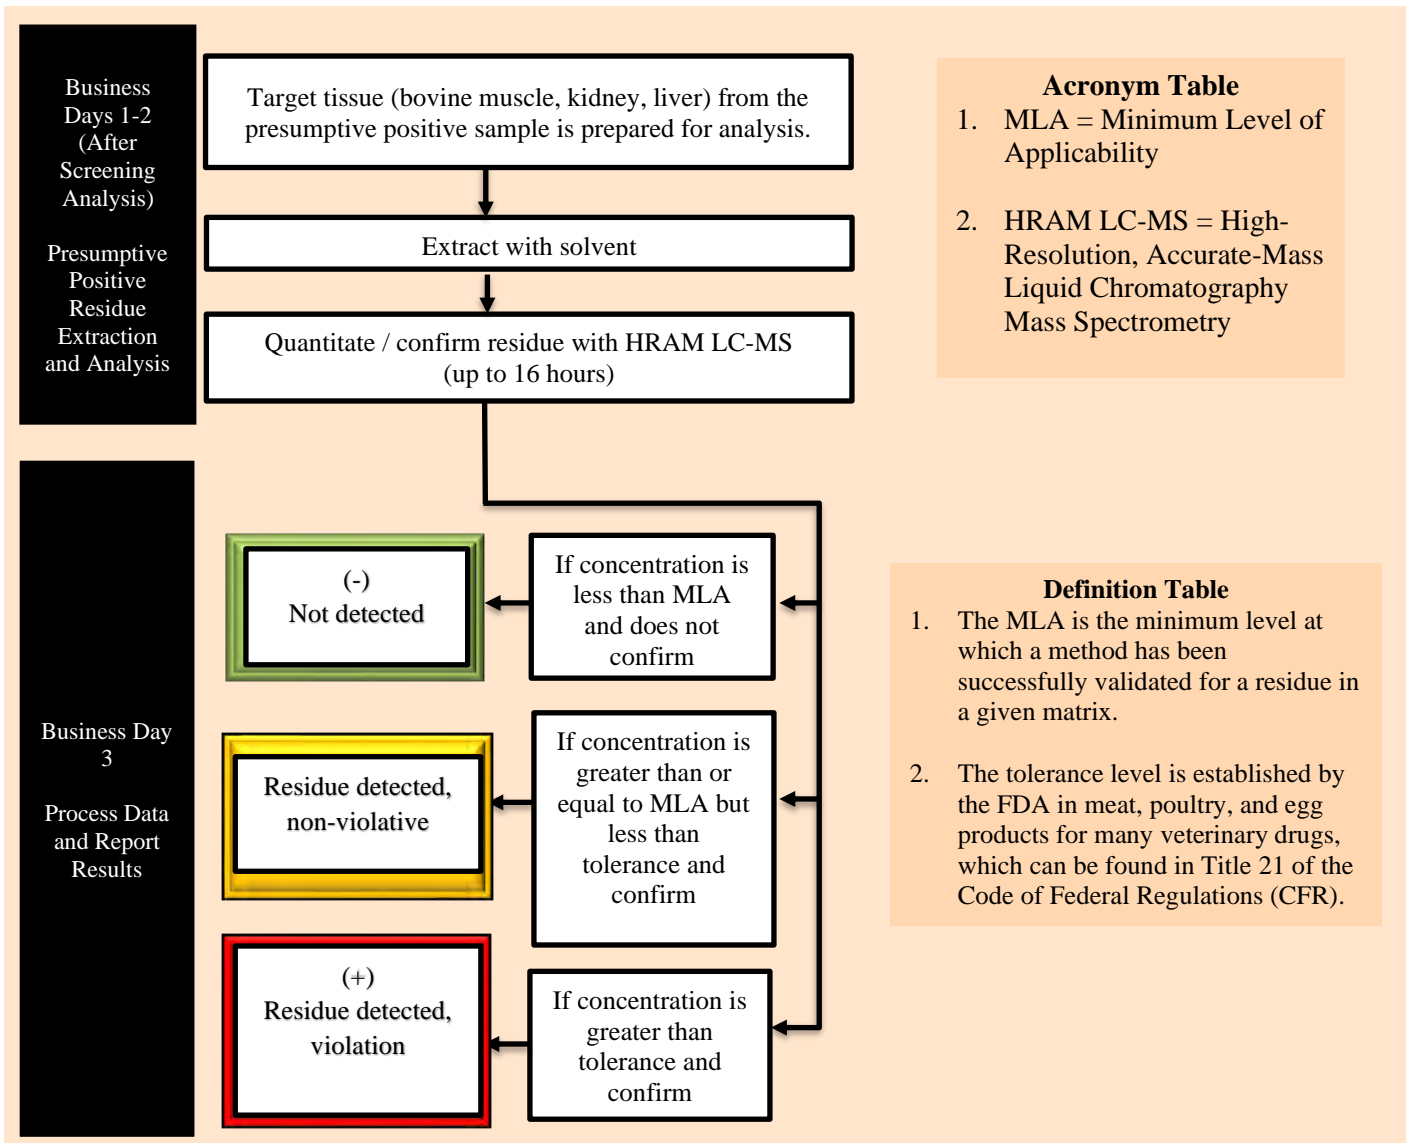 Business
Days 1-2
(After
Screening
Analysis)
Presumptive
Positive
Residue
Extraction
and Analysis
Target tissue (bovine muscle, kidney, liver) from the
presumptive positive sample is prepared for analysis.
Extract with solvent
Quantitate / confirm residue with HRAM LC-MS
(up to 16 hours)
Acronym Table
1. MLA = Minimum Level of
Applicability
2. HRAM LC-MS = High-
Resolution, Accurate-Mass
Liquid Chromatography
Mass Spectrometry
Business Day
3
Process Data
and Report
Results
(-)
Not detected
If concentration is
less than MLA
and does not
confirm
Residue detected,
non-violative
If concentration is
greater than or
equal to MLA but
less than
tolerance and
confirm
(+)
Residue detected,
violation
If concentration is
greater than
tolerance and
confirm
Definition Table
1. The MLA is the minimum level at
which a method has been
successfully validated for a residue in
a given matrix.
2. The tolerance level is established by
the FDA in meat, poultry, and egg
products for many veterinary drugs,
which can be found in Title 21 of the
Code of Federal Regulations (CFR).